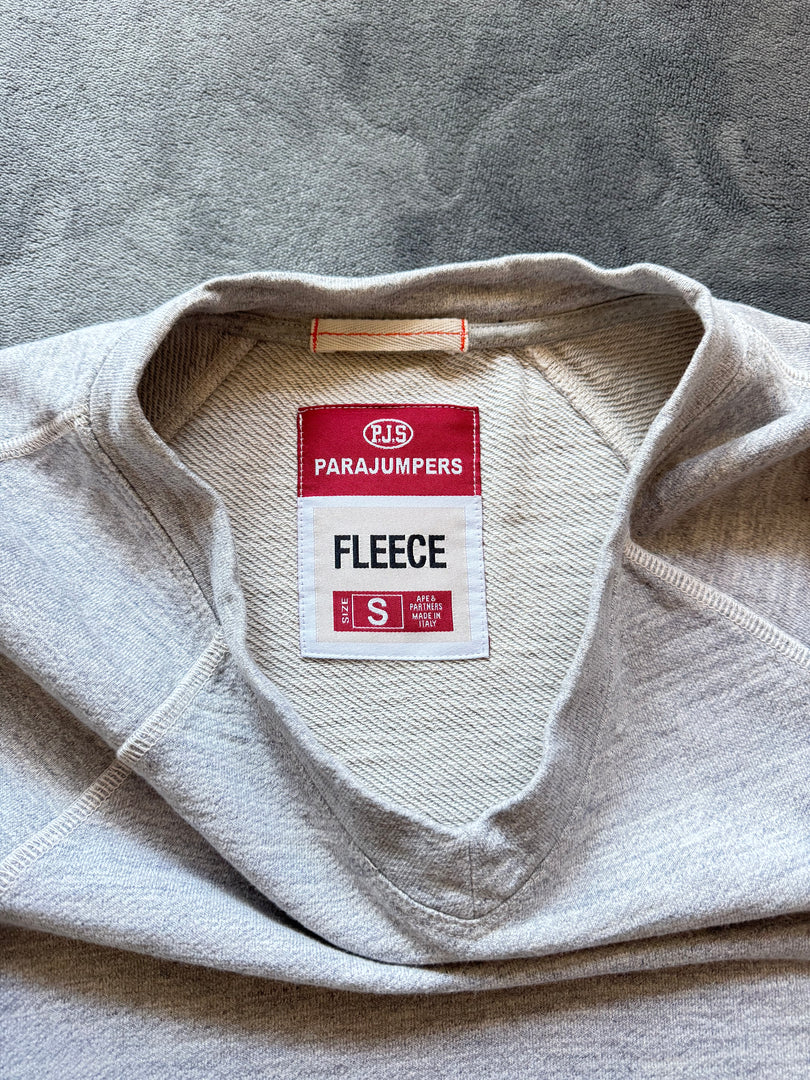 P.J.S
PARAJUMPERS
FLEECE
SIZE
S
APE &
PARTNERS
MADE IN
ITALY